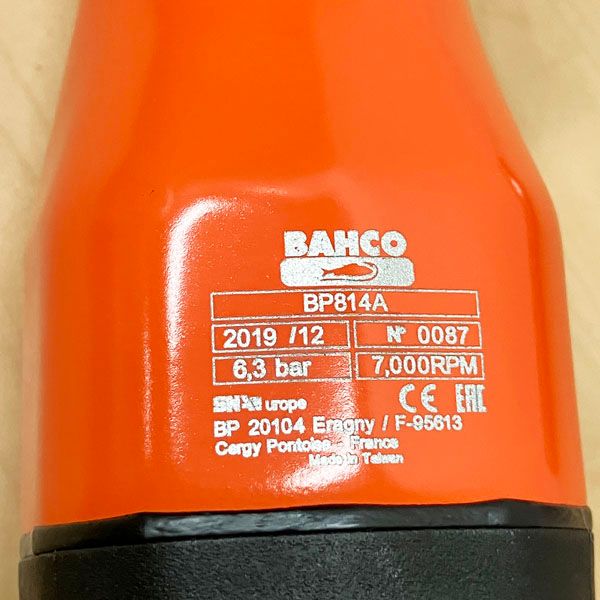 BAHCO
BP814A
2019 /12 Nº 0087
6,3 bar 7,000RPM
SNA urope CE EAC
BP 20104 Eragny / F-95613
Cergy Pontoise - France
Made in Taiwan